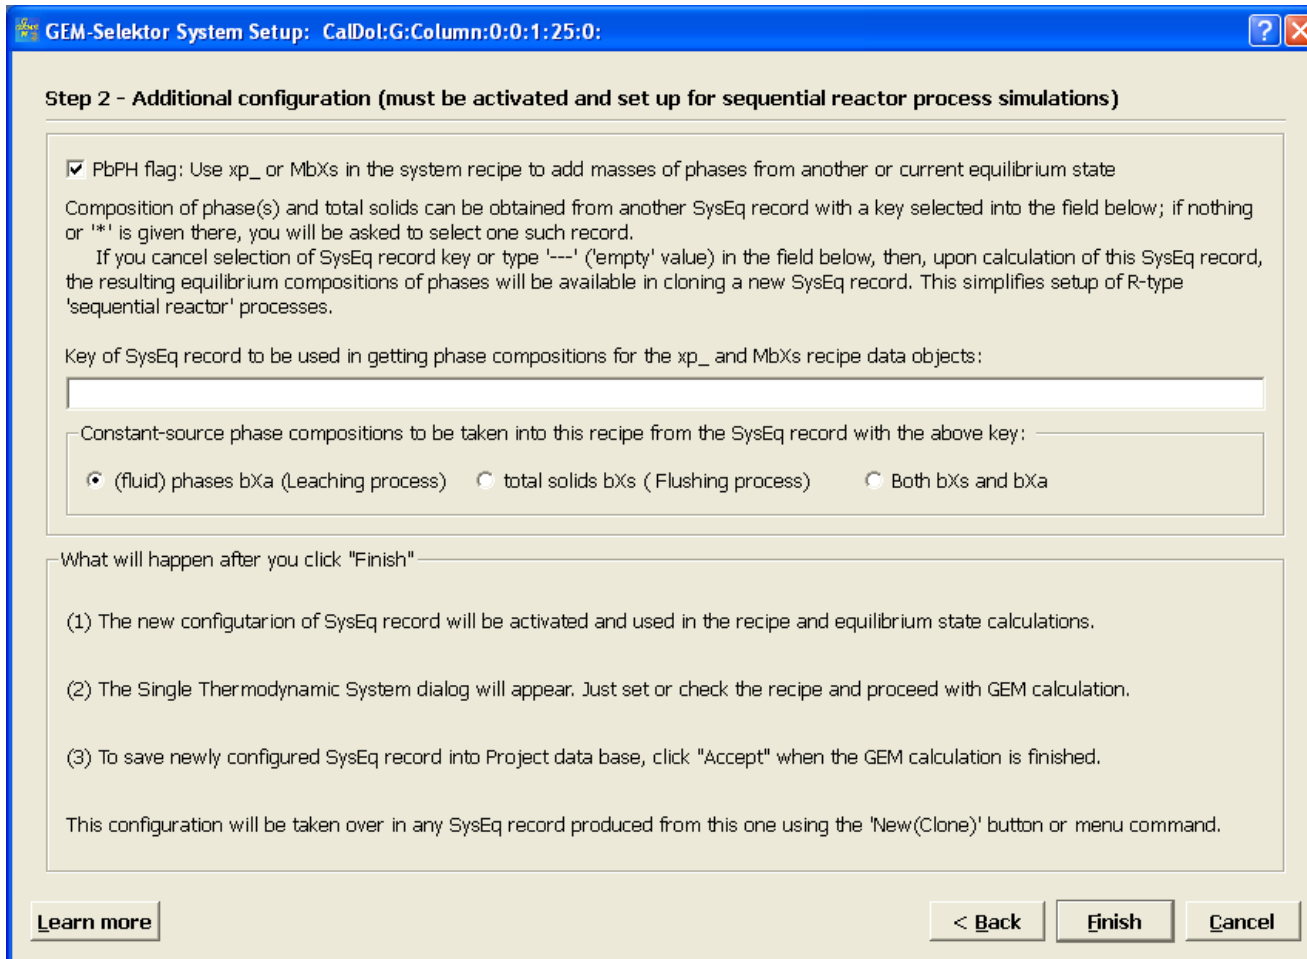 GEM-Selektor System Setup: CalDol:G:Column:0:0:1:25:0:
Step 2 - Additional configuration (must be activated and set up for sequential reactor process simulations)
PbPH flag: Use xp_ or MbXs in the system recipe to add masses of phases from another or current equilibrium state
Composition of phase(s) and total solids can be obtained from another SysEq record with a key selected into the field below; if nothing
or '*' is given there, you will be asked to select one such record.
If you cancel selection of SysEq record key or type '---' ('empty' value) in the field below, then, upon calculation of this SysEq record,
the resulting equilibrium compositions of phases will be available in cloning a new SysEq record. This simplifies setup of R-type
'sequential reactor' processes.
Key of SysEq record to be used in getting phase compositions for the xp_ and MbXs recipe data objects:
Constant-source phase compositions to be taken into this recipe from the SysEq record with the above key:
(fluid) phases bXa (Leaching process) total solids bXs ( Flushing process) Both bXs and bXa
What will happen after you click "Finish"
(1) The new configutarion of SysEq record will be activated and used in the recipe and equilibrium state calculations.
(2) The Single Thermodynamic System dialog will appear. Just set or check the recipe and proceed with GEM calculation.
(3) To save newly configured SysEq record into Project data base, click "Accept" when the GEM calculation is finished.
This configuration will be taken over in any SysEq record produced from this one using the 'New(Clone)' button or menu command.
Learn more < Back Finish Cancel